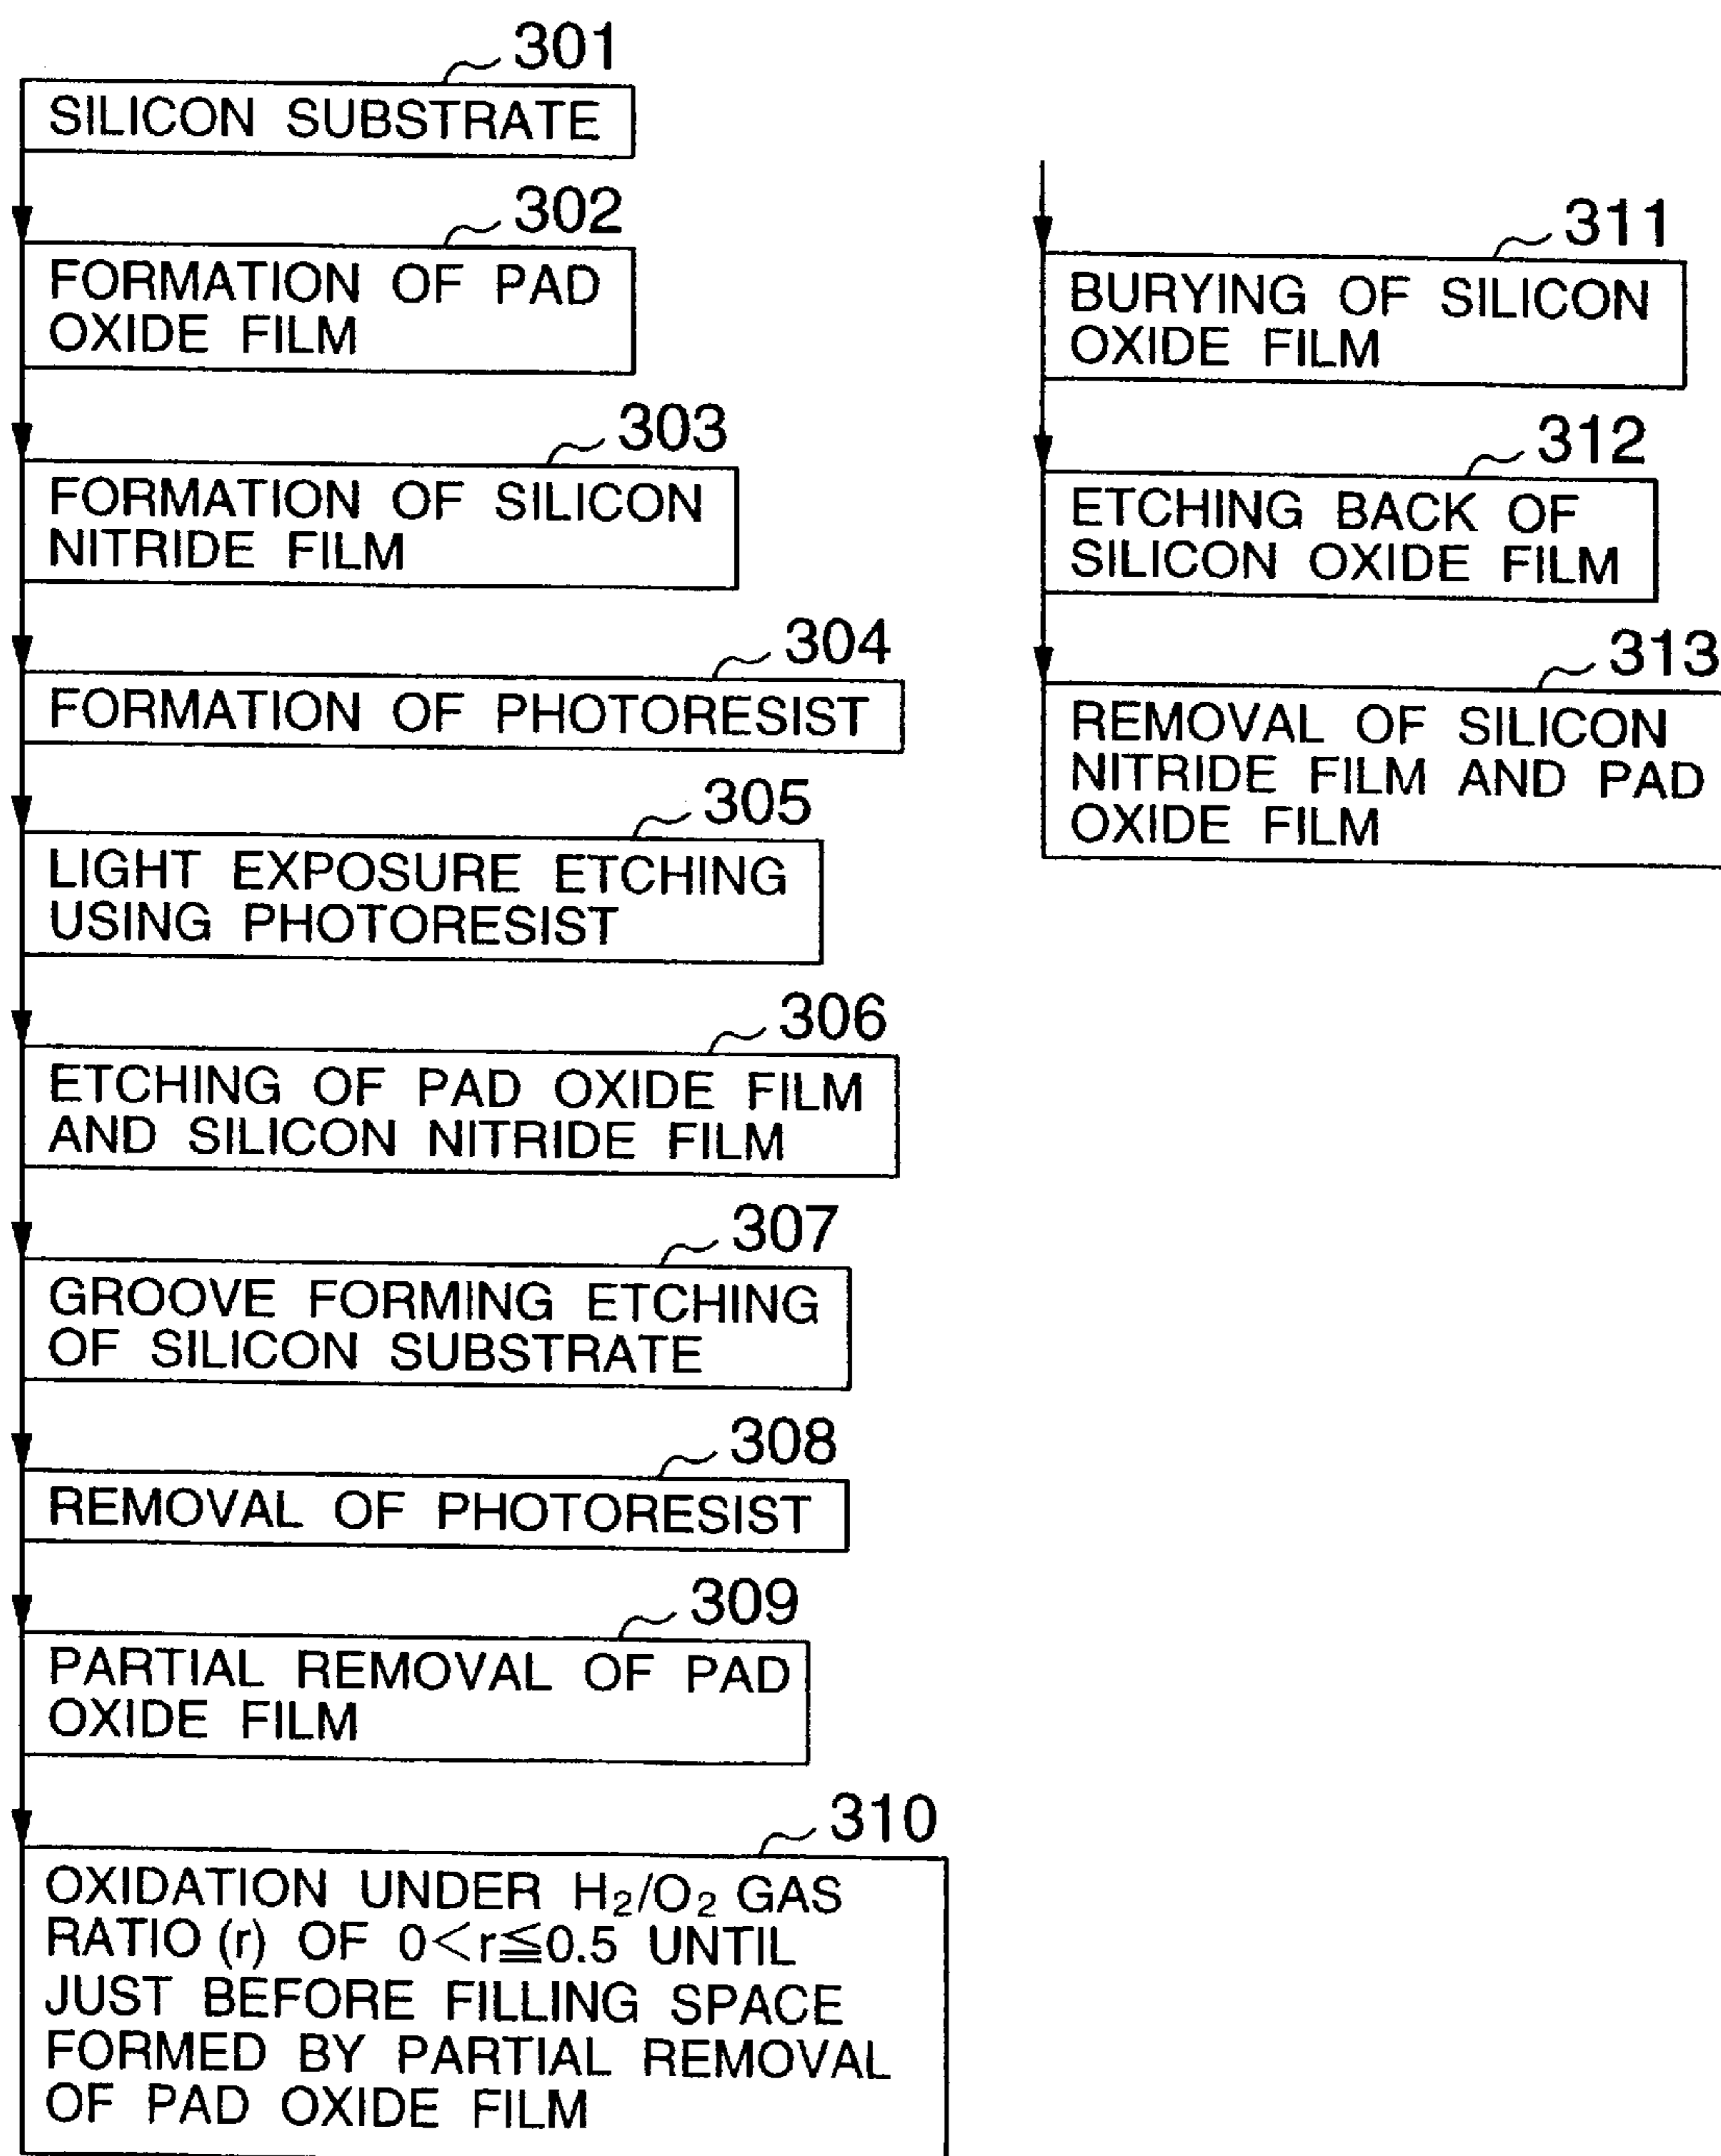 301
SILICON SUBSTRATE
302
FORMATION OF PAD
OXIDE FILM
303
FORMATION OF SILICON
NITRIDE FILM
304
FORMATION OF PHOTORESIST
305
LIGHT EXPOSURE ETCHING
USING PHOTORESIST
306
ETCHING OF PAD OXIDE FILM
AND SILICON NITRIDE FILM
307
GROOVE FORMING ETCHING
OF SILICON SUBSTRATE
308
REMOVAL OF PHOTORESIST
309
PARTIAL REMOVAL OF PAD
OXIDE FILM
310
OXIDATION UNDER H₂/O₂ GAS
RATIO (r) OF 0<r≦0.5 UNTIL
JUST BEFORE FILLING SPACE
FORMED BY PARTIAL REMOVAL
OF PAD OXIDE FILM
311
BURYING OF SILICON
OXIDE FILM
312
ETCHING BACK OF
SILICON OXIDE FILM
313
REMOVAL OF SILICON
NITRIDE FILM AND PAD
OXIDE FILM